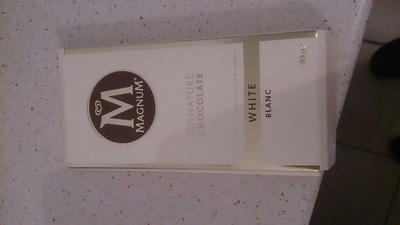 M
MAGNUM
SIGNATURE
CHOCOLATE
WHITE
BLANC